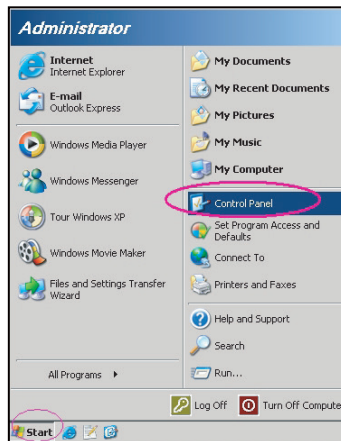 Administrator
Internet
Internet Explorer
E-mail
Outlook Express
Windows Media Player
Windows Messenger
Tour Windows XP
Windows Movie Maker
Files and Settings Transfer
Wizard
All Programs
My Documents
My Recent Documents
My Pictures
My Music
My Computer
Control Panel
Set Program Access and
Defaults
Connect To
Printers and Faxes
Help and Support
Search
Run...
Log Off
Turn Off Compute
Start